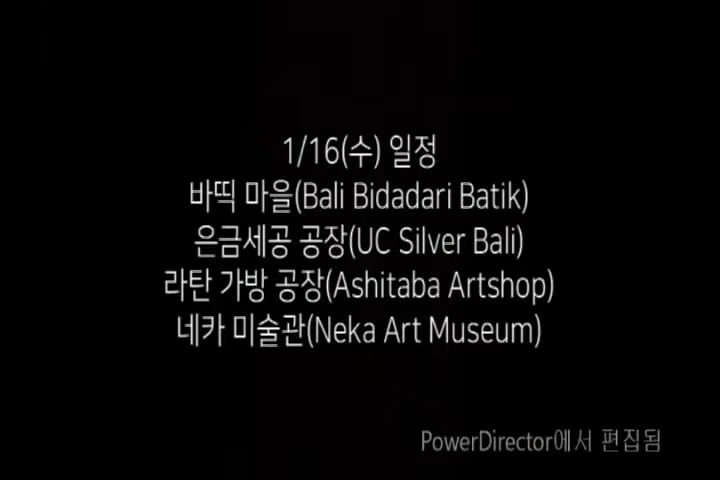 1/16(수) 일정
바띡 마을(Bali Bidadari Batik)
은금세공 공장(UC Silver Bali)
라탄 가방 공장(Ashitaba Artshop)
네카 미술관(Neka Art Museum)
PowerDirector에서 편집됨